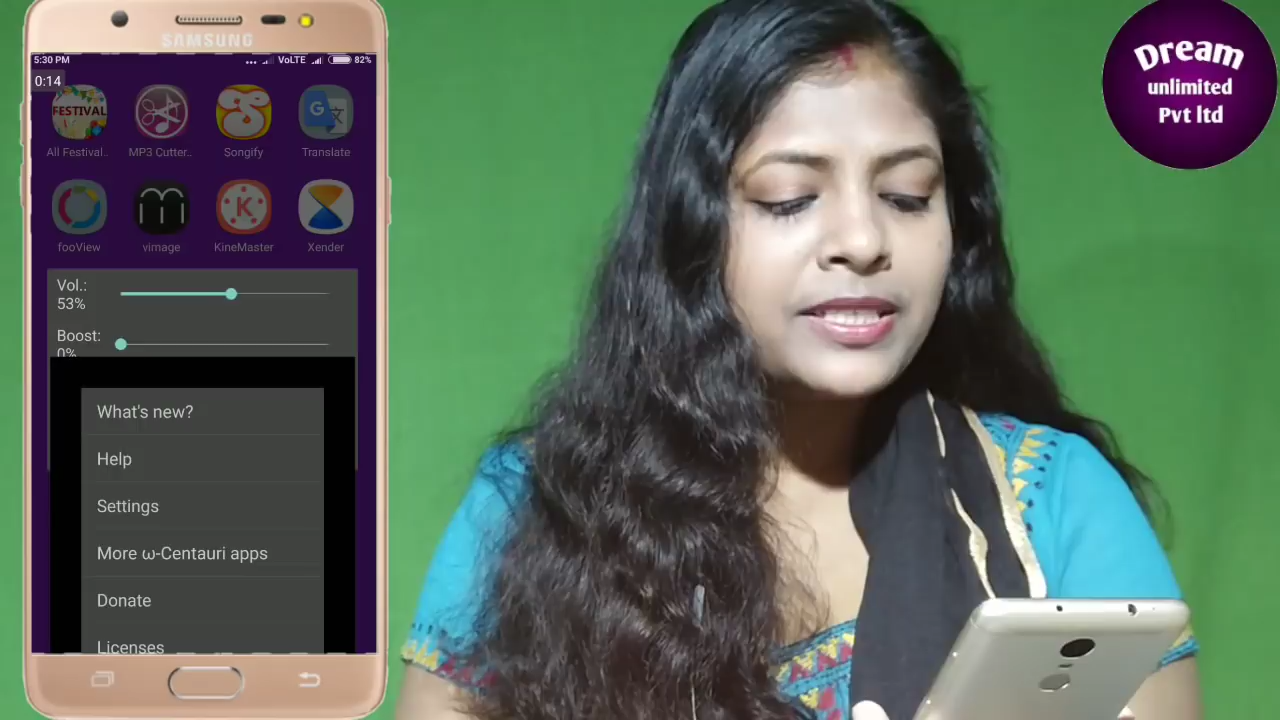 SAMSUNG
5:30 PM
VoLTE
82%
0:14
FESTIVAL
All Festival..
MP3 Cutter..
Songify
Translate
fooView
vimage
KineMaster
Xender
Vol.:
53%
Boost:
0%
What's new?
Help
Settings
More ω-Centauri apps
Donate
Licenses
Dream
unlimited
Pvt ltd